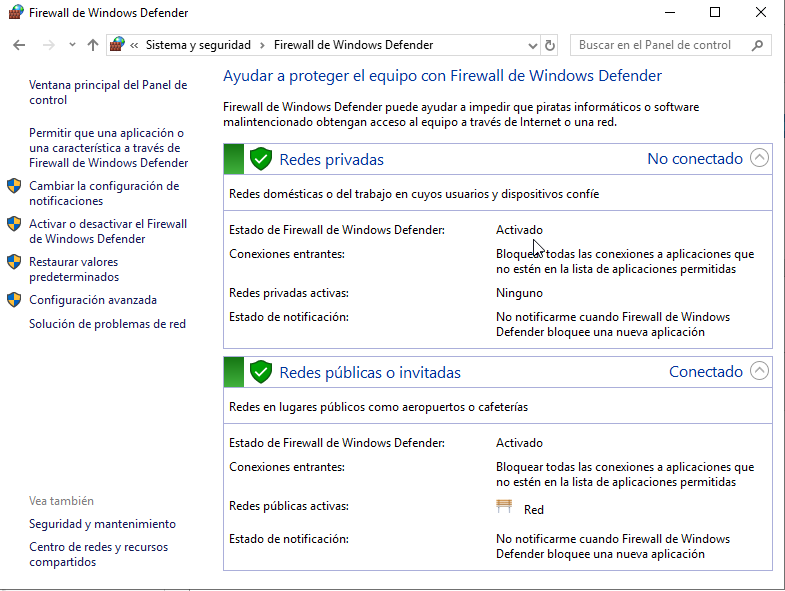 Firewall de Windows Defender
« Sistema y seguridad > Firewall de Windows Defender
Buscar en el Panel de control
Ventana principal del Panel de
control
Permitir que una aplicación o
una característica a través de
Firewall de Windows Defender
Cambiar la configuración de
notificaciones
Activar o desactivar el Firewall
de Windows Defender
Restaurar valores
predeterminados
Configuración avanzada
Solución de problemas de red
Vea también
Seguridad y mantenimiento
Centro de redes y recursos
compartidos
Ayudar a proteger el equipo con Firewall de Windows Defender
Firewall de Windows Defender puede ayudar a impedir que piratas informáticos o software
malintencionado obtengan acceso al equipo a través de Internet o una red.
Redes privadas No conectado
Redes domésticas o del trabajo en cuyos usuarios y dispositivos confíe
Estado de Firewall de Windows Defender: Activado
Conexiones entrantes: Bloquear todas las conexiones a aplicaciones que
no estén en la lista de aplicaciones permitidas
Redes privadas activas: Ninguno
Estado de notificación: No notificarme cuando Firewall de Windows
Defender bloquee una nueva aplicación
Redes públicas o invitadas Conectado
Redes en lugares públicos como aeropuertos o cafeterías
Estado de Firewall de Windows Defender: Activado
Conexiones entrantes: Bloquear todas las conexiones a aplicaciones que
no estén en la lista de aplicaciones permitidas
Redes públicas activas: Red
Estado de notificación: No notificarme cuando Firewall de Windows
Defender bloquee una nueva aplicación